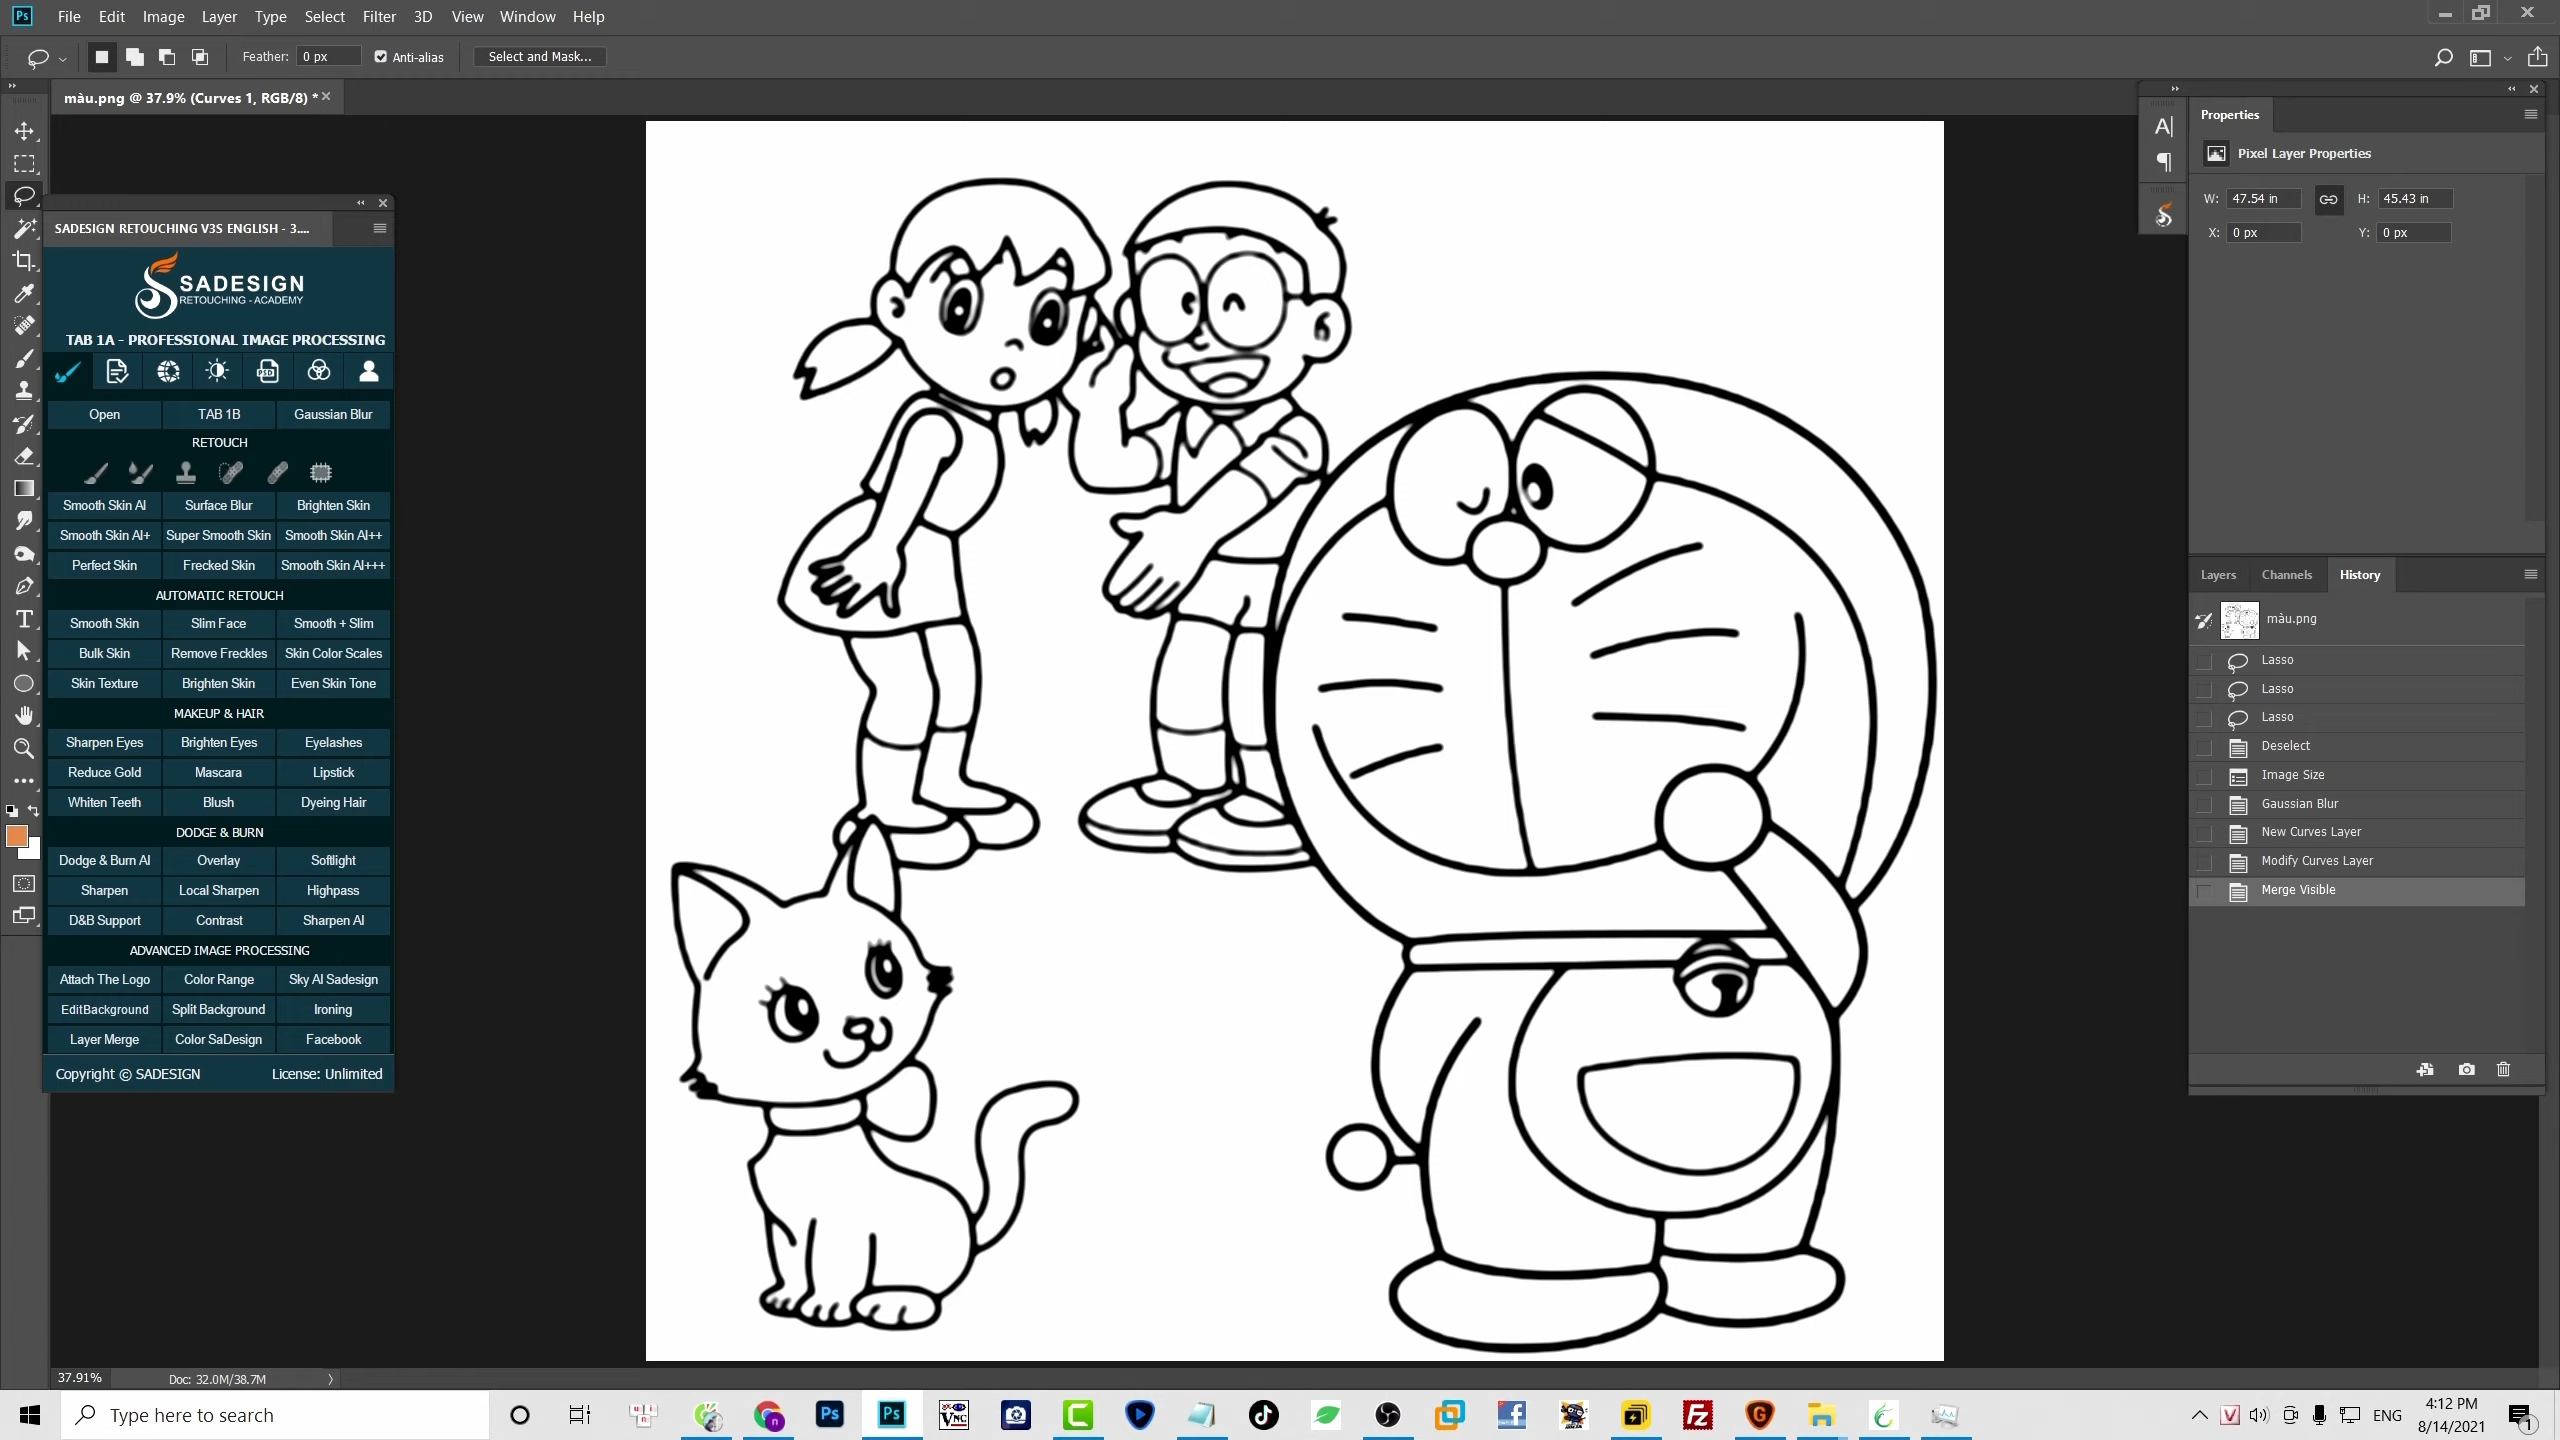 Ps File Edit Image Layer Type Select Filter 3D View Window Help
Feather: 0 px Anti-alias Select and Mask...
màu.png @ 37.9% (Curves 1, RGB/8) *
SADESIGN RETOUCHING V3S ENGLISH - 3....
SADESIGN
RETOUCHING - ACADEMY
TAB 1A - PROFESSIONAL IMAGE PROCESSING
PSD
Open TAB 1B Gaussian Blur
RETOUCH
Smooth Skin AI Surface Blur Brighten Skin
Smooth Skin AI+ Super Smooth Skin Smooth Skin AI++
Perfect Skin Frecked Skin Smooth Skin AI+++
AUTOMATIC RETOUCH
Smooth Skin Slim Face Smooth + Slim
Bulk Skin Remove Freckles Skin Color Scales
Skin Texture Brighten Skin Even Skin Tone
MAKEUP & HAIR
Sharpen Eyes Brighten Eyes Eyelashes
Reduce Gold Mascara Lipstick
Whiten Teeth Blush Dyeing Hair
DODGE & BURN
Dodge & Burn AI Overlay Softlight
Sharpen Local Sharpen Highpass
D&B Support Contrast Sharpen AI
ADVANCED IMAGE PROCESSING
Attach The Logo Color Range Sky AI Sadesign
EditBackground Split Background Ironing
Layer Merge Color SaDesign Facebook
Copyright © SADESIGN License: Unlimited
Properties
Pixel Layer Properties
W: 47.54 in H: 45.43 in
X: 0 px Y: 0 px
Layers Channels History
màu.png
Lasso
Lasso
Lasso
Deselect
Image Size
Gaussian Blur
New Curves Layer
Modify Curves Layer
Merge Visible
37.91% Doc: 32.0M/38.7M
Type here to search
Ps Ps VNC Fz
ENG
4:12 PM
8/14/2021
1